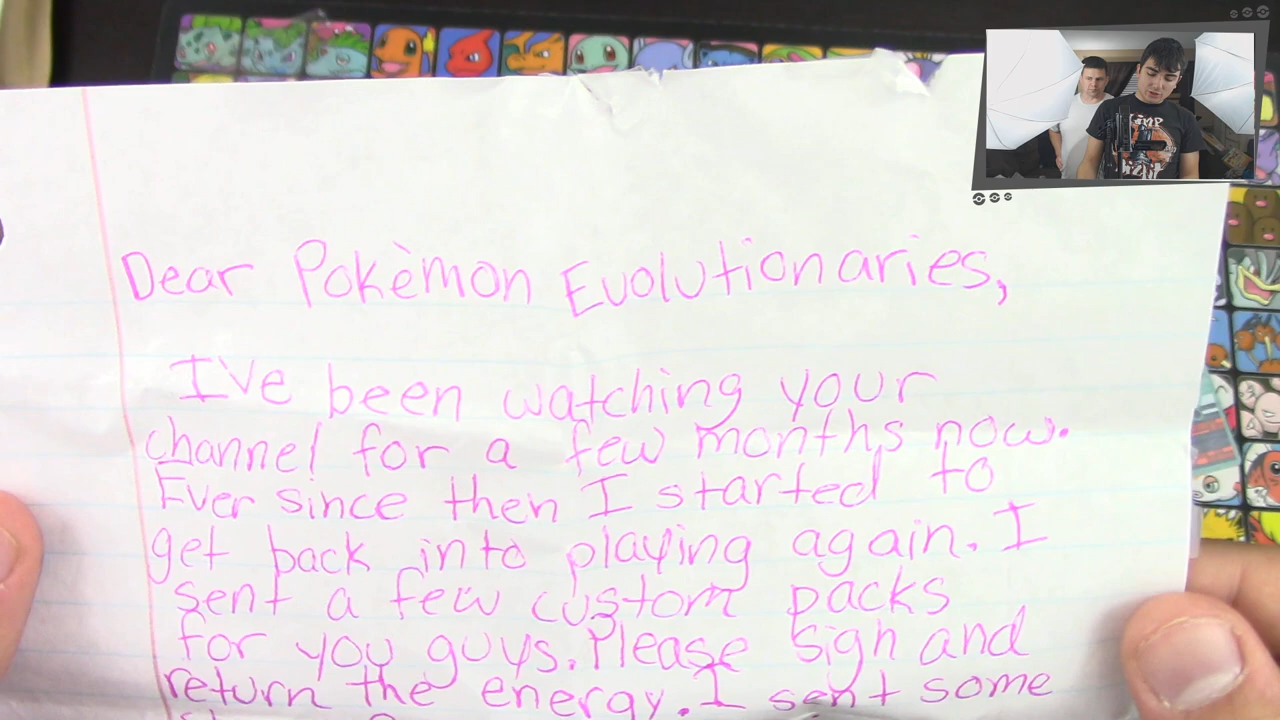 Dear Pokèmon Evolutionaries,
I've been watching your
channel for a few months now.
Ever since then I started to
get back into playing again. I
sent a few custom packs
for you guys. Please sign and
return the energy. I sent some